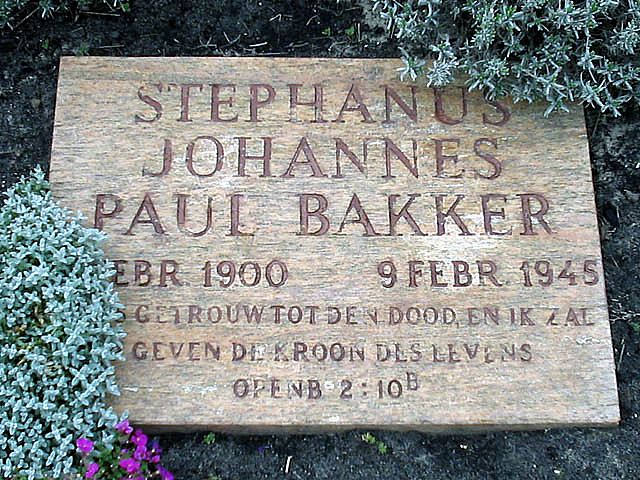 STEPHANUS
JOHANNES
PAUL BAKKER
FEBR. 1900 9 FEBR. 1945
GETROUW TOT DEN DOOD, EN IK ZAL
GEVEN DE KROON DES LEVENS
OPENB. 2:10B